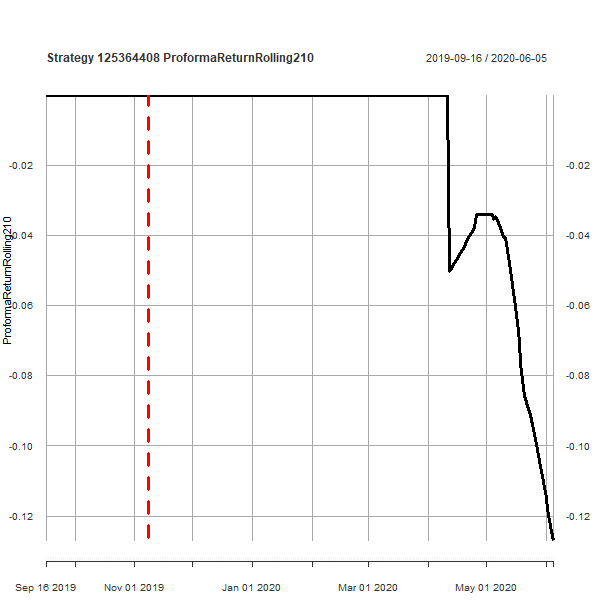 Strategy 125364408 ProformaReturnRolling210
2019-09-16 / 2020-06-05
ProformaReturnRolling210
-0.02
-0.04
-0.06
-0.08
-0.10
-0.12
-0.02
-0.04
-0.06
-0.08
-0.10
-0.12
Sep 16 2019
Nov 01 2019
Jan 01 2020
Mar 01 2020
May 01 2020